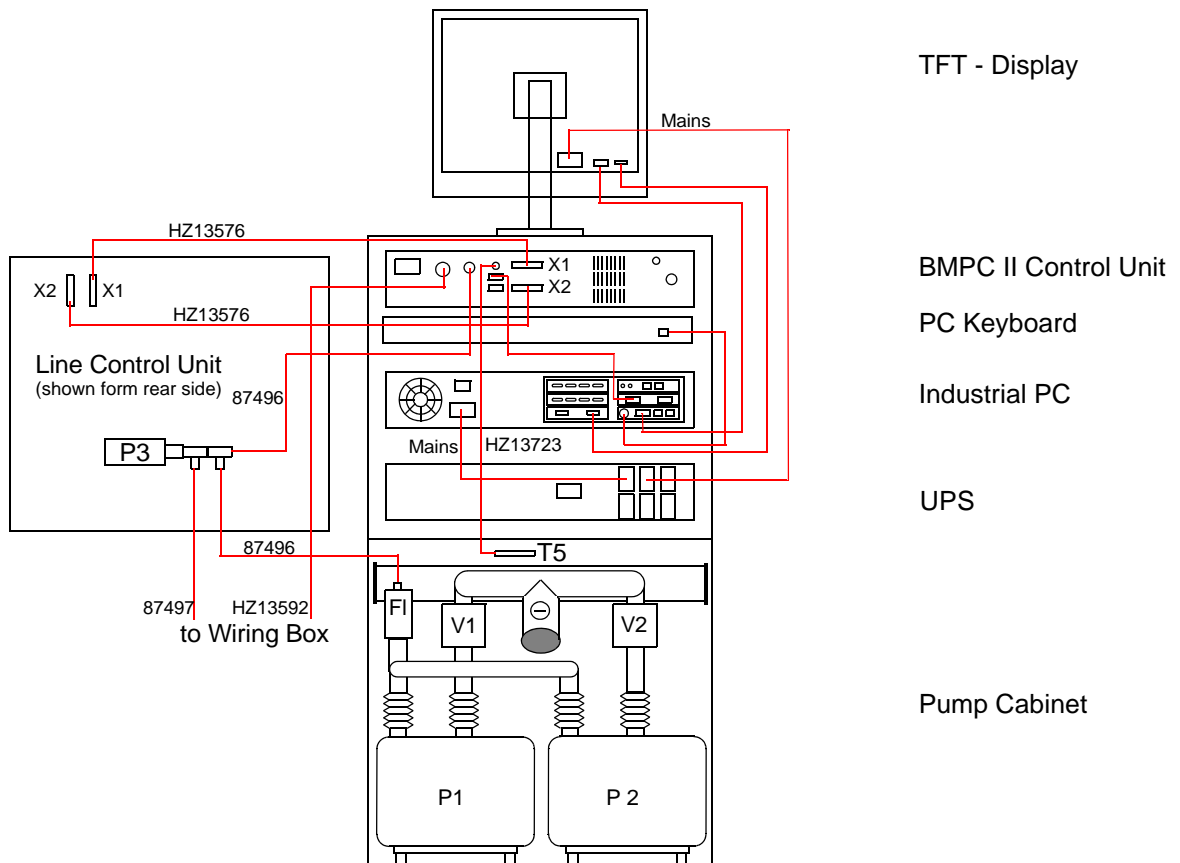 TFT - Display
Mains
HZ13576
X1
X2
X2
X1
HZ13576
BMPC II Control Unit
PC Keyboard
Line Control Unit
(shown form rear side)
87496
Industrial PC
P3
Mains
HZ13723
UPS
87496
T5
87497
HZ13592
to Wiring Box
FI
V1
V2
Pump Cabinet
P1
P 2